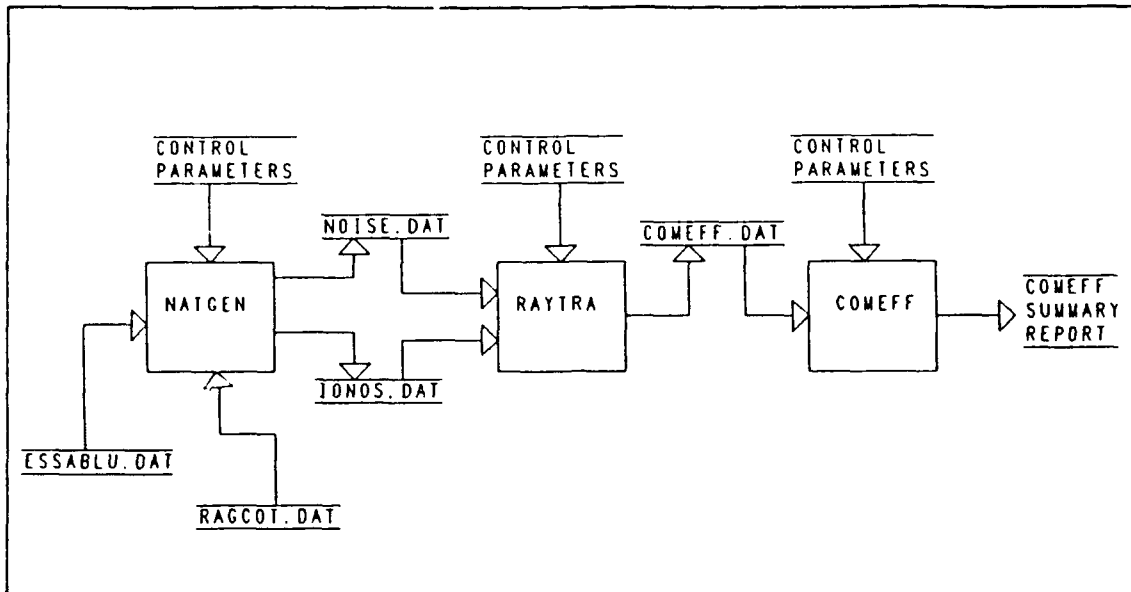 CONTROL
PARAMETERS
CONTROL
PARAMETERS
CONTROL
PARAMETERS
NOISE.DAT
COMEFF.DAT
NATGEN
RAYTRA
COMEFF
COMEFF
SUMMARY
REPORT
IONOS.DAT
ESSABLU.DAT
RAGCOT.DAT